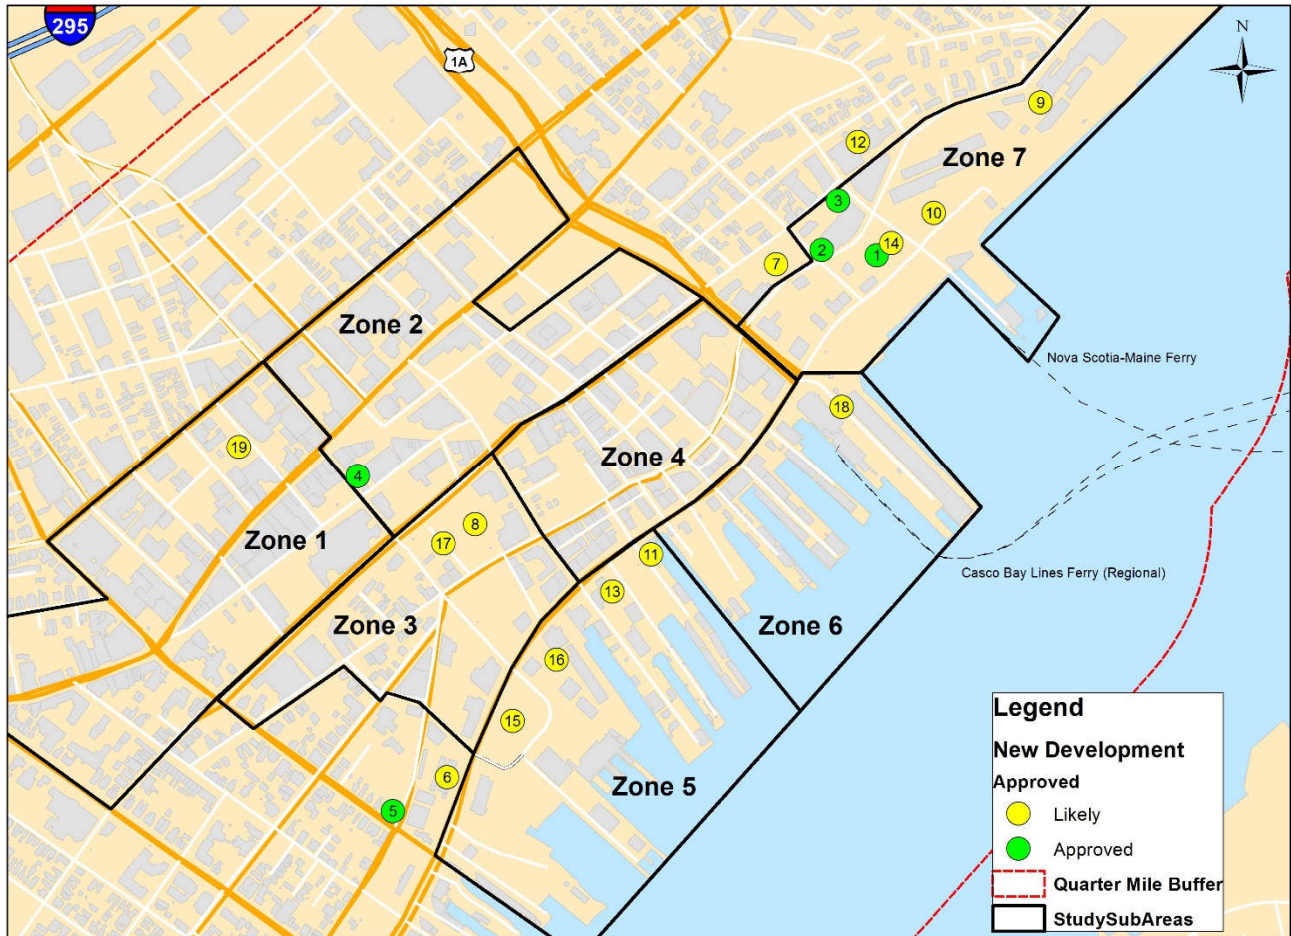 295
1A
N
9
12
Zone 7
3
10
14
2
1
7
Zone 2
Nova Scotia-Maine Ferry
18
19
Zone 4
4
8
Zone 1
17
11
Casco Bay Lines Ferry (Regional)
13
Zone 3
Zone 6
16
15
Legend
New Development
6
Zone 5
Approved
5
Likely
Approved
Quarter Mile Buffer
StudySubAreas